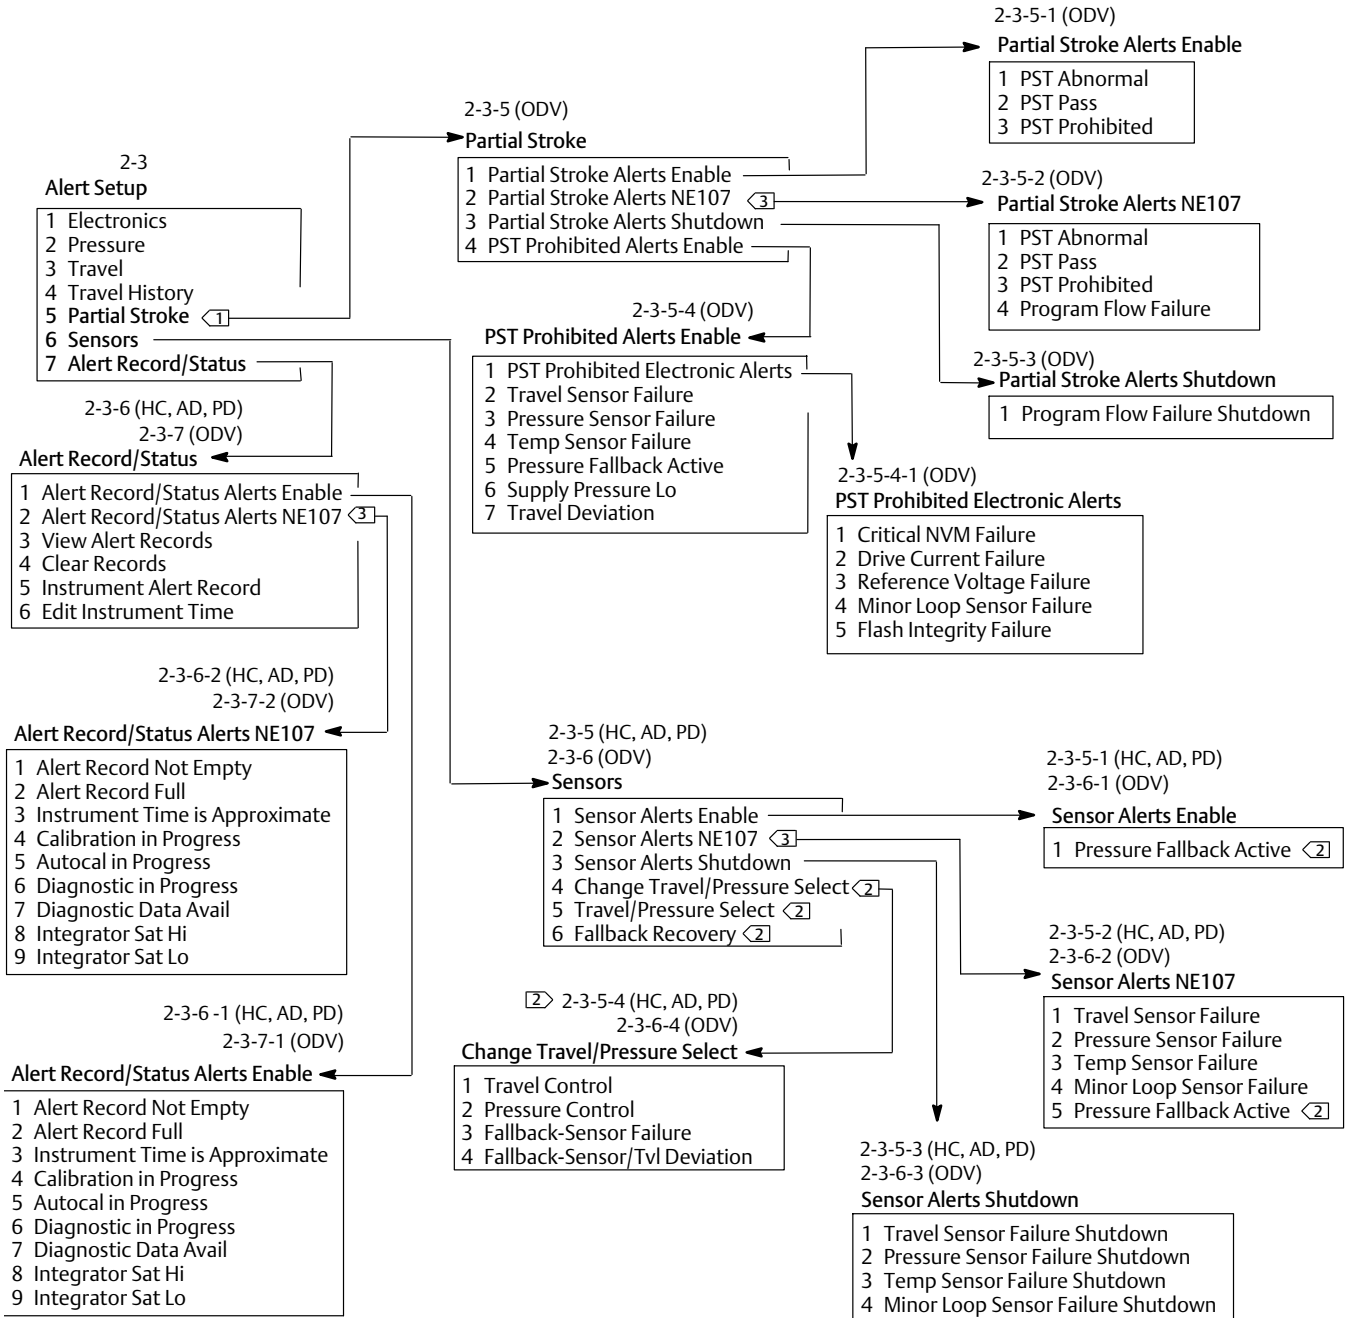 2-3-5-1 (ODV)
Partial Stroke Alerts Enable
1 PST Abnormal
2 PST Pass
3 PST Prohibited
2-3-5 (ODV)
Partial Stroke
1 Partial Stroke Alerts Enable
2 Partial Stroke Alerts NE107 3
3 Partial Stroke Alerts Shutdown
4 PST Prohibited Alerts Enable
2-3
Alert Setup
1 Electronics
2 Pressure
3 Travel
4 Travel History
5 Partial Stroke 1
6 Sensors
7 Alert Record/Status
2-3-5-2 (ODV)
Partial Stroke Alerts NE107
1 PST Abnormal
2 PST Pass
3 PST Prohibited
4 Program Flow Failure
2-3-5-4 (ODV)
PST Prohibited Alerts Enable
1 PST Prohibited Electronic Alerts
2 Travel Sensor Failure
3 Pressure Sensor Failure
4 Temp Sensor Failure
5 Pressure Fallback Active
6 Supply Pressure Lo
7 Travel Deviation
2-3-5-3 (ODV)
Partial Stroke Alerts Shutdown
1 Program Flow Failure Shutdown
2-3-6 (HC, AD, PD)
2-3-7 (ODV)
Alert Record/Status
1 Alert Record/Status Alerts Enable
2 Alert Record/Status Alerts NE107 3
3 View Alert Records
4 Clear Records
5 Instrument Alert Record
6 Edit Instrument Time
2-3-5-4-1 (ODV)
PST Prohibited Electronic Alerts
1 Critical NVM Failure
2 Drive Current Failure
3 Reference Voltage Failure
4 Minor Loop Sensor Failure
5 Flash Integrity Failure
2-3-6-2 (HC, AD, PD)
2-3-7-2 (ODV)
Alert Record/Status Alerts NE107
1 Alert Record Not Empty
2 Alert Record Full
3 Instrument Time is Approximate
4 Calibration in Progress
5 Autocal in Progress
6 Diagnostic in Progress
7 Diagnostic Data Avail
8 Integrator Sat Hi
9 Integrator Sat Lo
2-3-5 (HC, AD, PD)
2-3-6 (ODV)
Sensors
1 Sensor Alerts Enable
2 Sensor Alerts NE107 3
3 Sensor Alerts Shutdown
4 Change Travel/Pressure Select 2
5 Travel/Pressure Select 2
6 Fallback Recovery 2
2-3-5-1 (HC, AD, PD)
2-3-6-1 (ODV)
Sensor Alerts Enable
1 Pressure Fallback Active 2
2-3-5-2 (HC, AD, PD)
2-3-6-2 (ODV)
Sensor Alerts NE107
1 Travel Sensor Failure
2 Pressure Sensor Failure
3 Temp Sensor Failure
4 Minor Loop Sensor Failure
5 Pressure Fallback Active 2
2-3-6 -1 (HC, AD, PD)
2-3-7-1 (ODV)
Alert Record/Status Alerts Enable
1 Alert Record Not Empty
2 Alert Record Full
3 Instrument Time is Approximate
4 Calibration in Progress
5 Autocal in Progress
6 Diagnostic in Progress
7 Diagnostic Data Avail
8 Integrator Sat Hi
9 Integrator Sat Lo
2 2-3-5-4 (HC, AD, PD)
2-3-6-4 (ODV)
Change Travel/Pressure Select
1 Travel Control
2 Pressure Control
3 Fallback-Sensor Failure
4 Fallback-Sensor/Tvl Deviation
2-3-5-3 (HC, AD, PD)
2-3-6-3 (ODV)
Sensor Alerts Shutdown
1 Travel Sensor Failure Shutdown
2 Pressure Sensor Failure Shutdown
3 Temp Sensor Failure Shutdown
4 Minor Loop Sensor Failure Shutdown